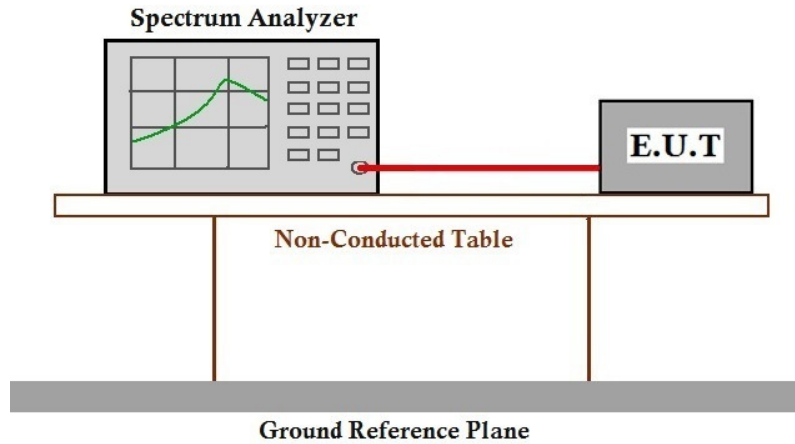 Spectrum Analyzer
E.U.T
Non-Conducted Table
Ground Reference Plane